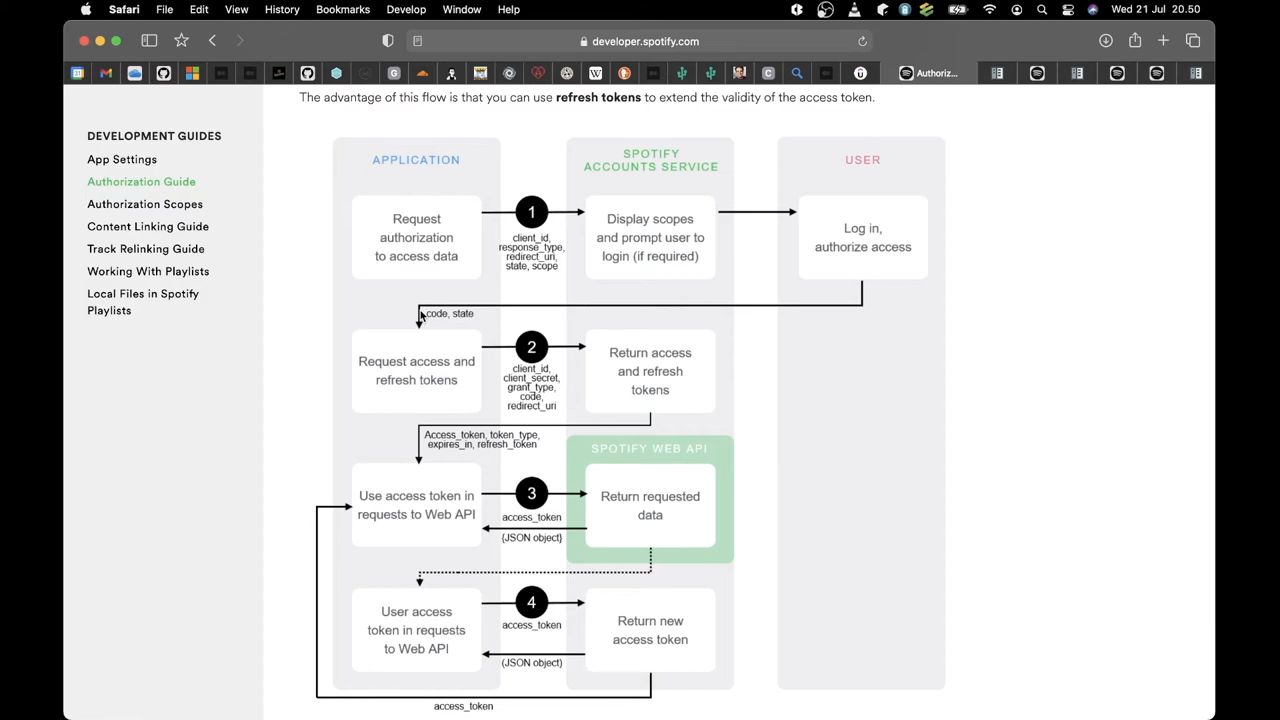 Safari File Edit View History Bookmarks Develop Window Help Wed 21 Jul 20.50
developer.spotify.com
Authoriz...
The advantage of this flow is that you can use refresh tokens to extend the validity of the access token.
DEVELOPMENT GUIDES
App Settings
Authorization Guide
Authorization Scopes
Content Linking Guide
Track Relinking Guide
Working With Playlists
Local Files in Spotify
Playlists
APPLICATION
SPOTIFY
ACCOUNTS SERVICE
USER
Request
authorization
to access data
1
client_id,
response_type,
redirect_uri,
state, scope
Display scopes
and prompt user to
login (if required)
Log in,
authorize access
code, state
Request access and
refresh tokens
2
client_id,
client_secret,
grant_type,
code,
redirect_uri
Return access
and refresh
tokens
Access_token, token_type,
expires_in, refresh_token
SPOTIFY WEB API
Use access token in
requests to Web API
3
access_token
{JSON object}
Return requested
data
User access
token in requests
to Web API
4
access_token
(JSON object)
Return new
access token
access_token